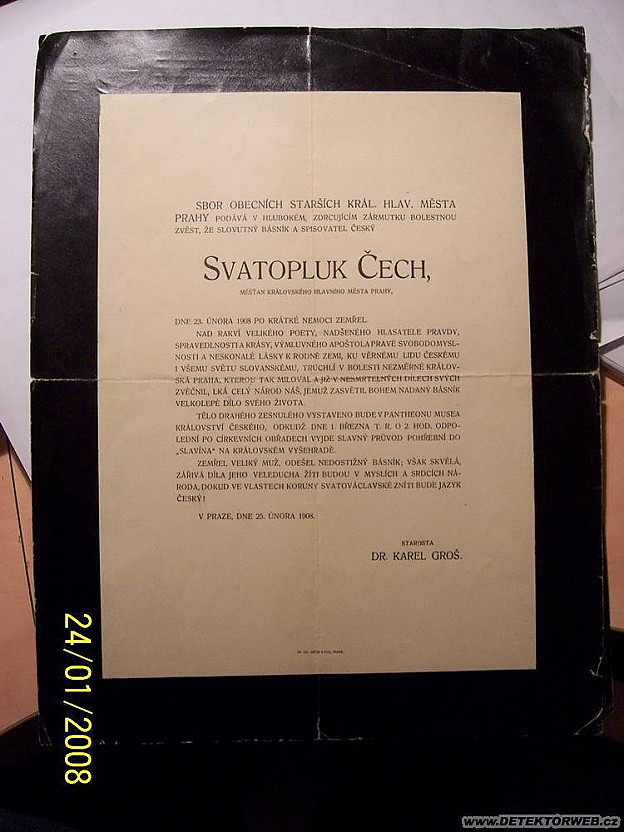 SBOR OBECNÍCH STARŠÍCH KRÁL. HLAV. MĚSTA
PRAHY PODÁVÁ V HLUBOKÉM, ZDRCUJÍCÍM ZÁRMUTKU BOLESTNOU
ZVĚST, ŽE SLOVUTNÝ BÁSNÍK A SPISOVATEL ČESKÝ
SVATOPLUK ČECH,
MĚŠŤAN KRÁLOVSKÉHO HLAVNÍHO MĚSTA PRAHY,
DNE 23. ÚNORA 1908 PO KRÁTKÉ NEMOCI ZEMŘEL.
NAD RAKVÍ VELIKÉHO POETY, NADŠENÉHO HLASATELE PRAVDY,
SPRAVEDLNOSTI A KRÁSY, VÝMLUVNÉHO APOŠTOLA PRAVÉ SVOBODOMYSL-
NOSTI A NESKONALÉ LÁSKY K RODNÉ ZEMI, KU VĚRNÉMU LIDU ČESKÉMU
I VŠEMU SVĚTU SLOVANSKÉMU, TRUCHLÍ V BOLESTI NEZMĚRNÉ KRÁLOV-
SKÁ PRAHA, KTEROU TAK MILOVAL A JIŽ V NESMRTELNÝCH DÍLECH SVÝCH
ZVĚČNIL, LKÁ CELÝ NÁROD NÁŠ, JEMUŽ ZASVĚTIL BOHEM NADANÝ BÁSNÍK
VELKOLEPÉ DÍLO SVÉHO ŽIVOTA.
TĚLO DRAHÉHO ZESNULÉHO VYSTAVENO BUDE V PANTHEONU MUSEA
KRÁLOVSTVÍ ČESKÉHO, ODKUDŽ DNE 1. BŘEZNA T. R. O 2. HOD. ODPO-
LEDNÍ PO CÍRKEVNÍCH OBŘADECH VYJDE SLAVNÝ PRŮVOD POHŘEBNÍ DO
„SLAVÍNA“ NA KRÁLOVSKÉM VYŠEHRADĚ.
ZEMŘEL VELIKÝ MUŽ, ODEŠEL NEDOSTIŽNÝ BÁSNÍK; VŠAK SKVĚLÁ,
ZÁŘIVÁ DÍLA JEHO VELEDUCHA ŽÍTI BUDOU V MYSLÍCH A SRDCÍCH NÁ-
RODA, DOKUD VE VLASTECH KORUNY SVATOVÁCLAVSKÉ ZNÍTI BUDE JAZYK
ČESKÝ!
V PRAZE, DNE 25. ÚNORA 1908.
STAROSTA
DR. KAREL GROŠ.
24/01/2008
www.DETEKTORWEB.cz